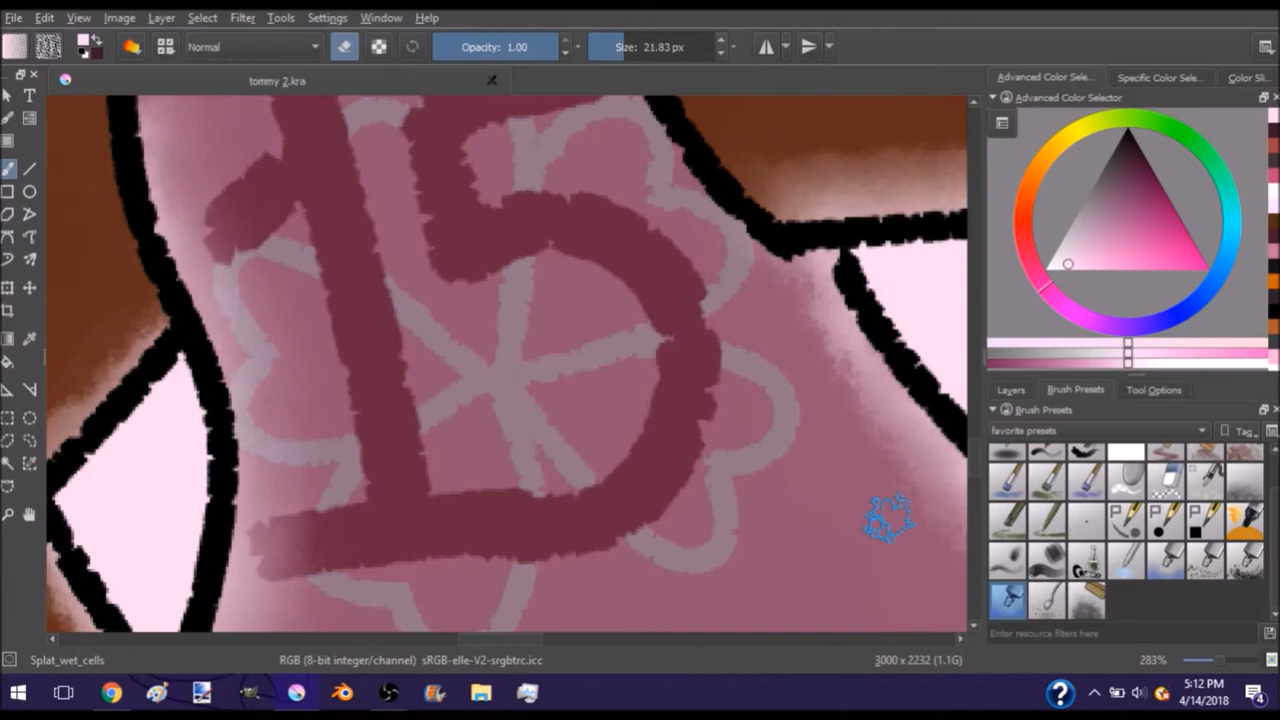 File Edit View Image Layer Filter Tools Settings Window Help
Normal Opacity: 1.00 Size: 21.83 px
tommy 2.kra
Advanced Color Sele... Specific Color Sele... Color Sli...
Advanced Color Selector
15
Layers Brush Presets Tool Options
Brush Presets
favorite presets Tag
Enter resource filters here
Splat_wet_cells RGB (8-bit integer/channel) sRGB-elle-V2-srgbtrc.icc 3000 x 2232 (1.1G) 283%
5:12 PM
4/14/2018
4